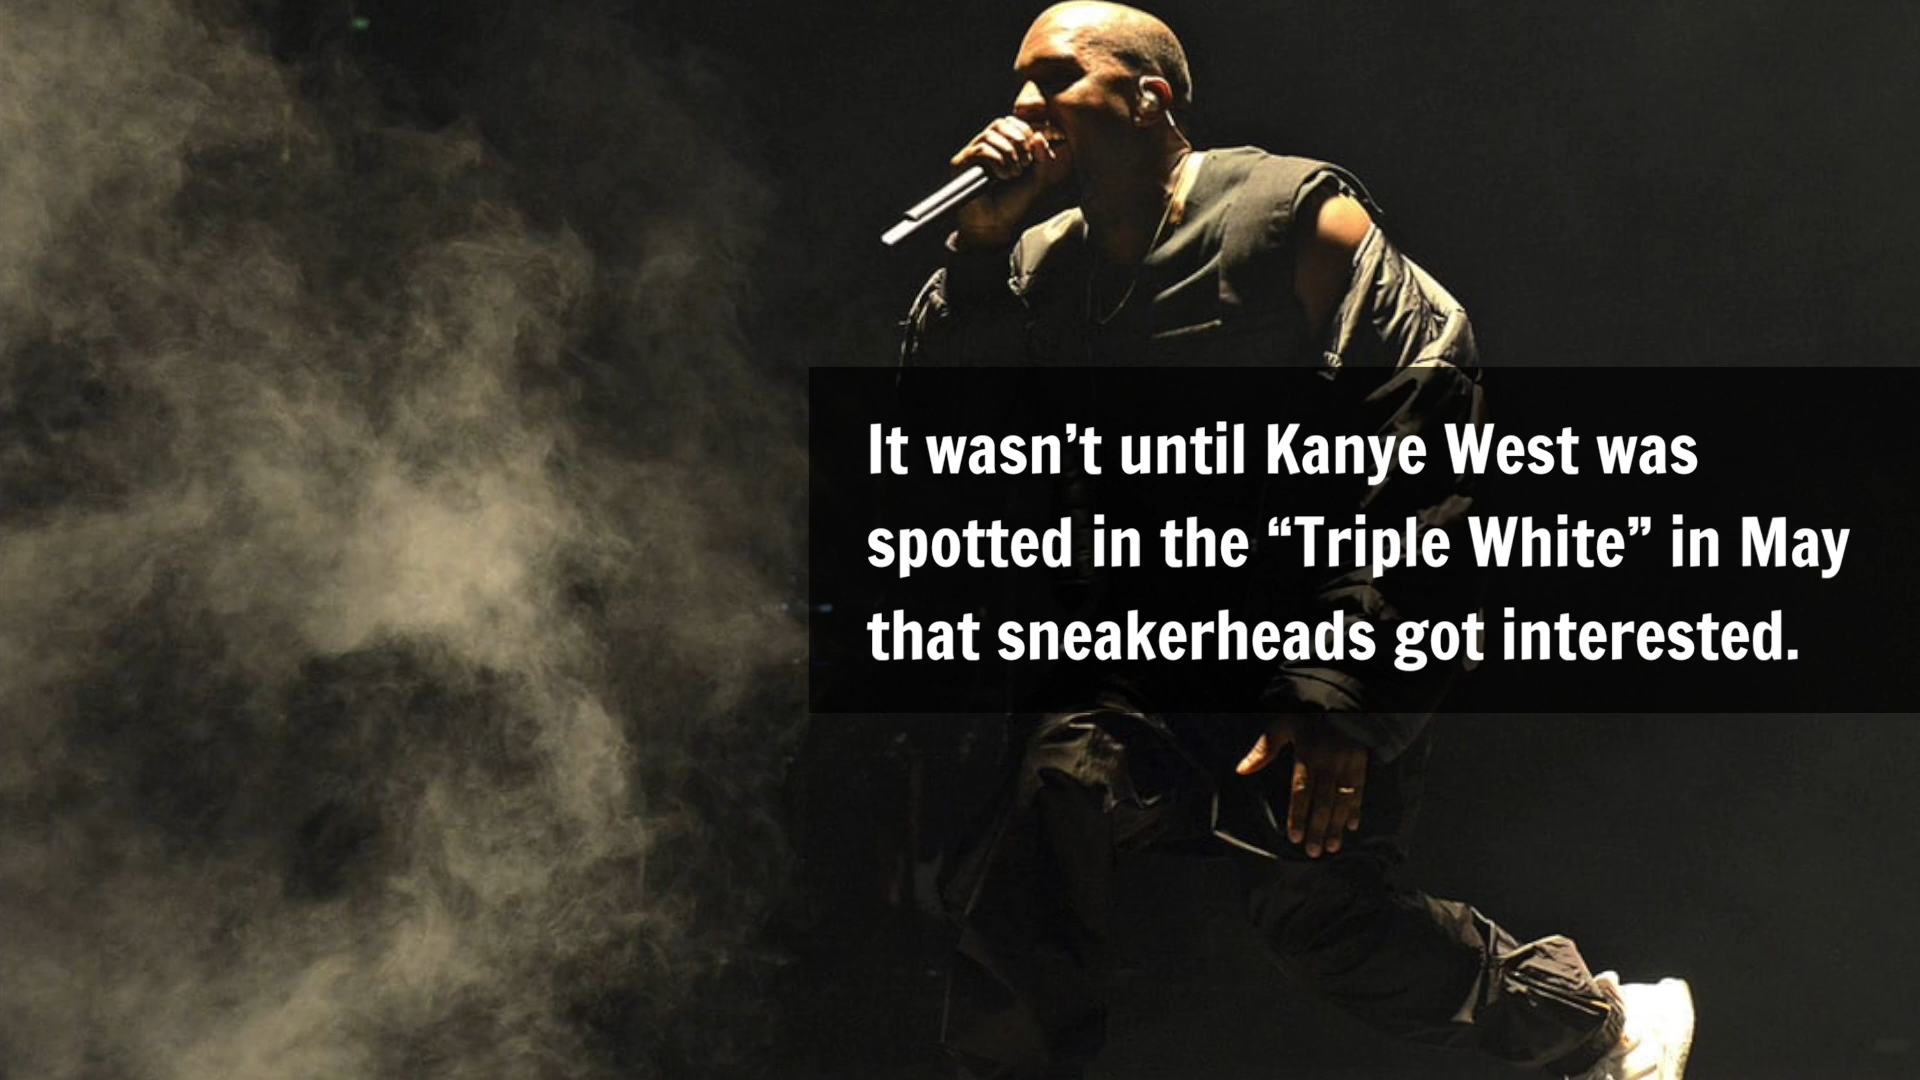 It wasn’t until Kanye West was
spotted in the “Triple White” in May
that sneakerheads got interested.